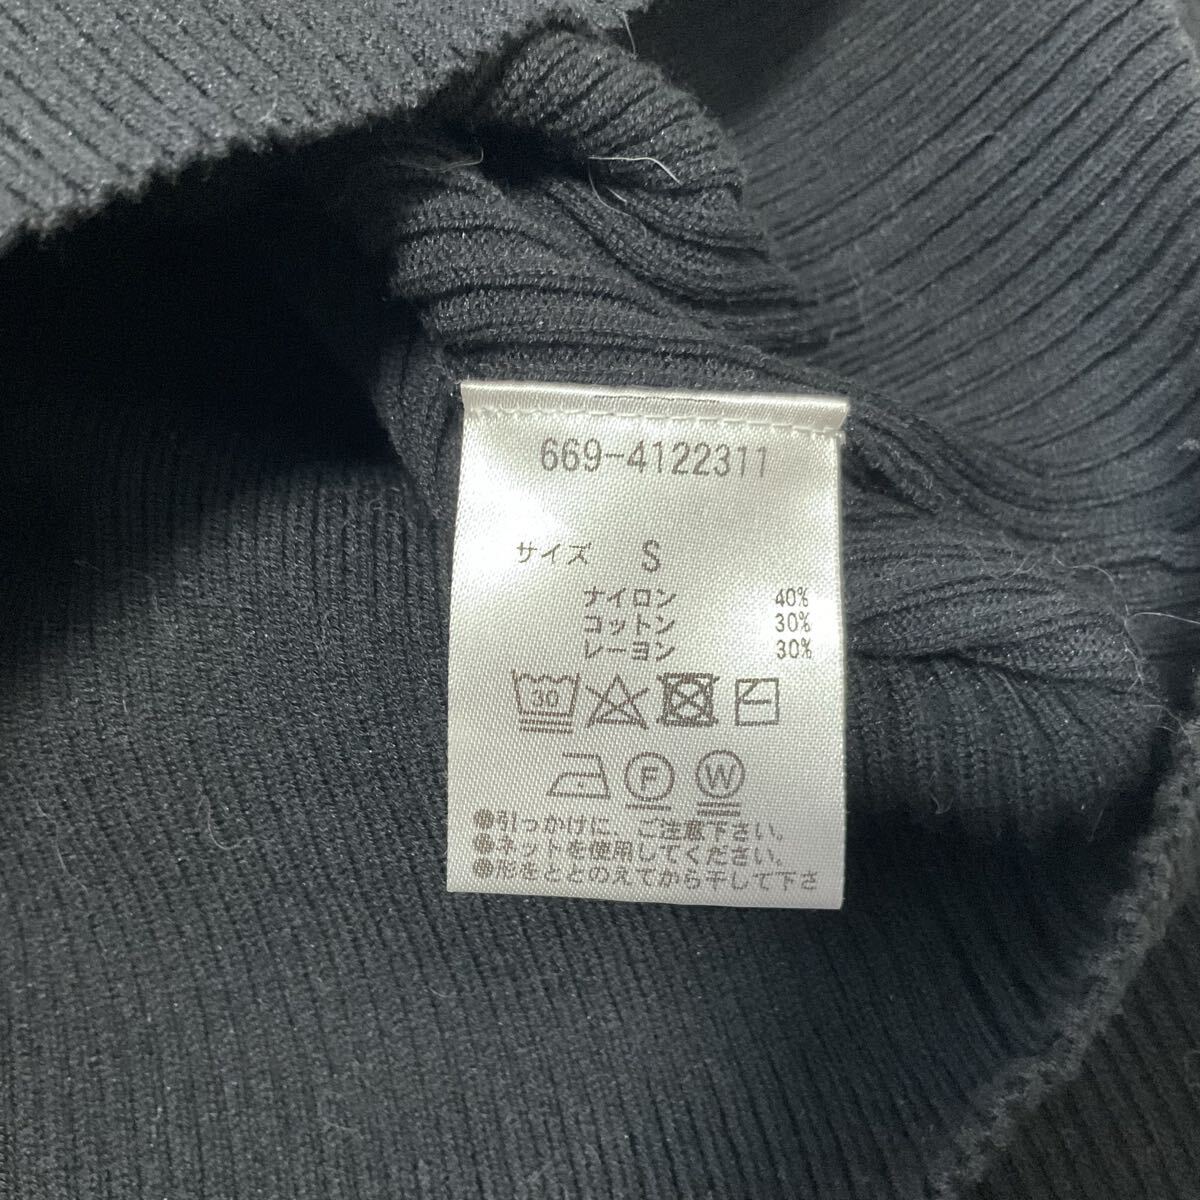 669-4122311
サイズ S
ナイロン 40%
コットン 30%
レーヨン 30%
30
F W
●引っかけに、ご注意下さい。
●ネットを使用してください。
●形をととのえてから干して下さ